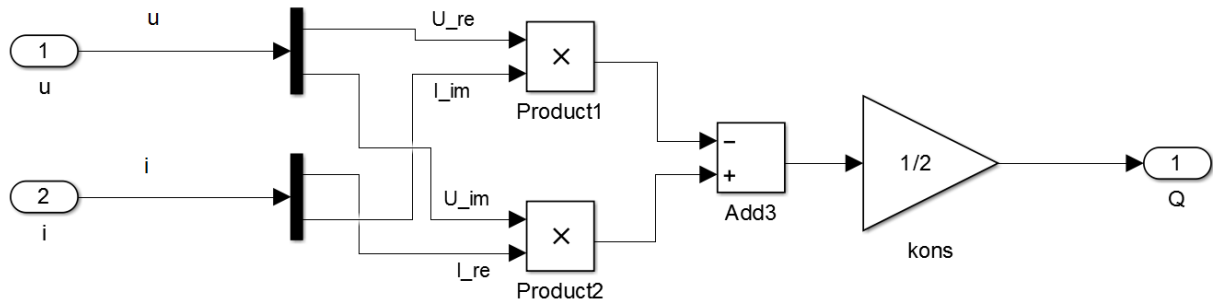 u
1
u
U_re
I_im
×
Product1
i
2
i
U_im
I_re
×
Product2
−
+
Add3
1/2
kons
1
Q